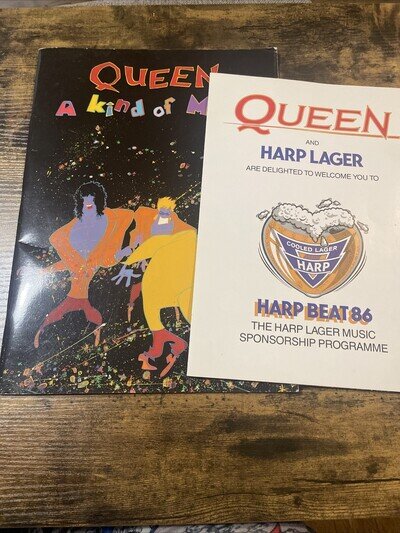 QUEEN
A kind of M
QUEEN
AND
HARP LAGER
ARE DELIGHTED TO WELCOME YOU TO
COOLED LAGER
HARP
HARP BEAT 86
THE HARP LAGER MUSIC
SPONSORSHIP PROGRAMME